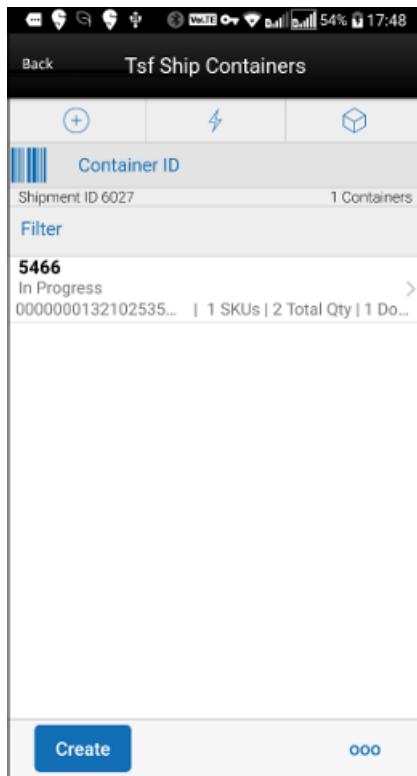 VoLTE 54% 17:48
Back Tsf Ship Containers
Container ID
Shipment ID 6027 1 Containers
Filter
5466
In Progress
0000000132102535... | 1 SKUs | 2 Total Qty | 1 Do...
Create ooo